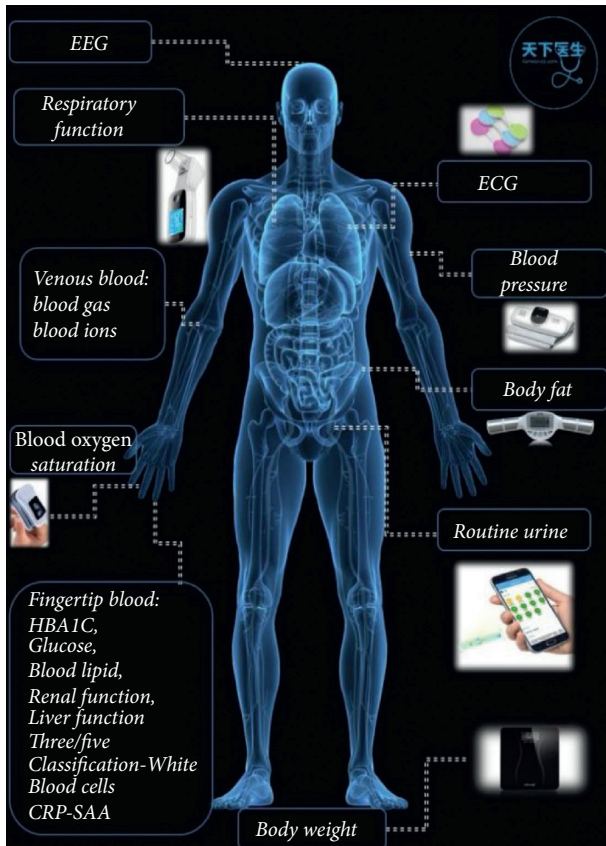 EEG
天下医生
Respiratory
function
ECG
Venous blood:
blood gas
blood ions
Blood
pressure
Body fat
Blood oxygen
saturation
Routine urine
Fingertip blood:
HBA1C,
Glucose,
Blood lipid,
Renal function,
Liver function
Three/five
Classification-White
Blood cells
CRP-SAA
Body weight